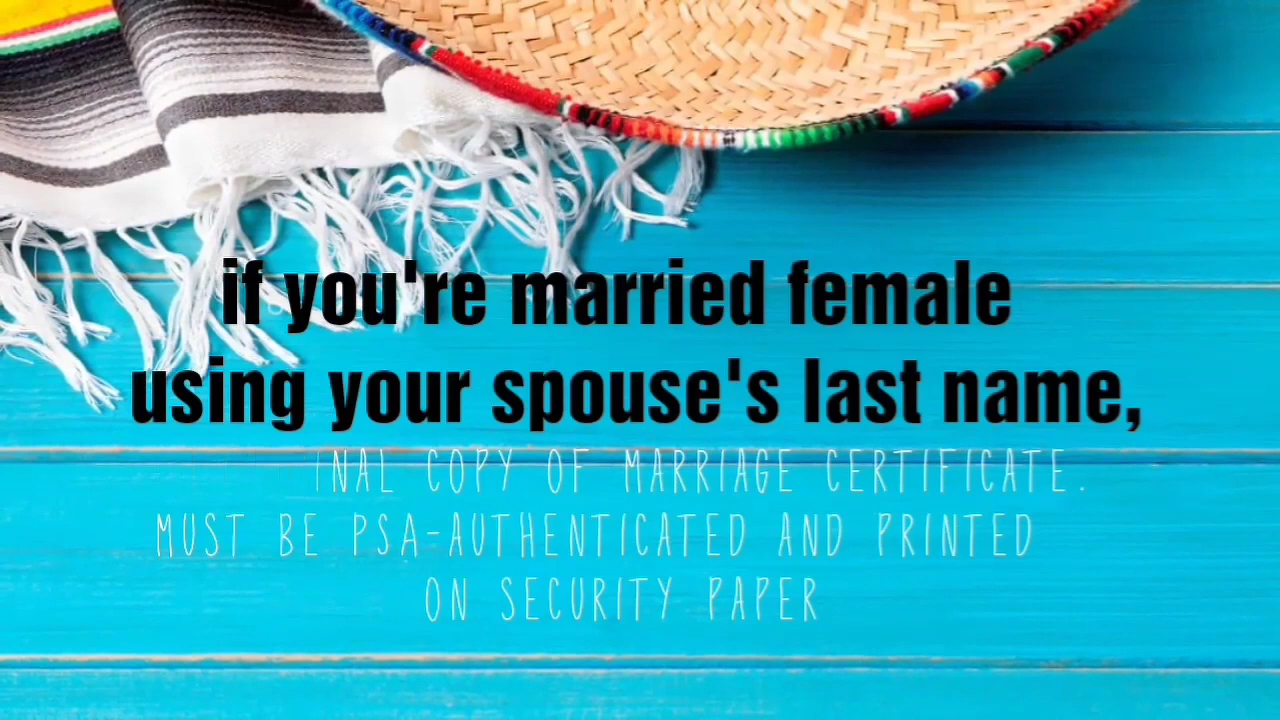 if you're married female
using your spouse's last name,
COPY OF MARRIAGE CERTIFICATE.
MUST BE PSA-AUTHENTICATED AND PRINTED
ON SECURITY PAPER